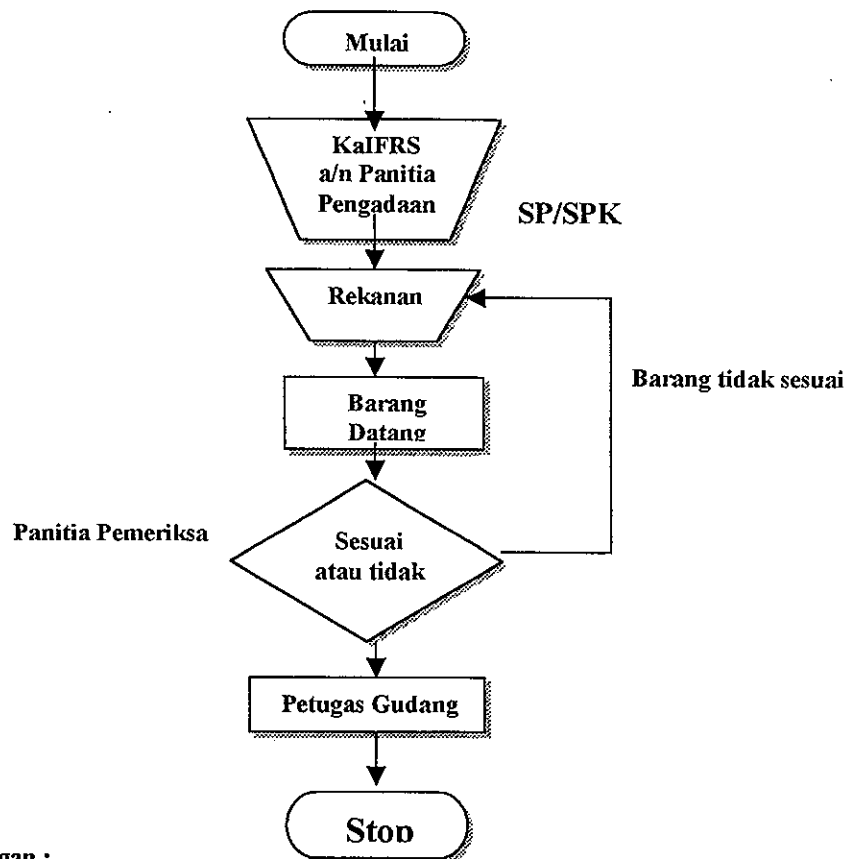 Mulai
KaIFRS
a/n Panitia
Pengadaan
SP/SPK
Rekanan
Barang tidak sesuai
Barang
Datang
Panitia Pemeriksa
Sesuai
atau tidak
Petugas Gudang
Stop